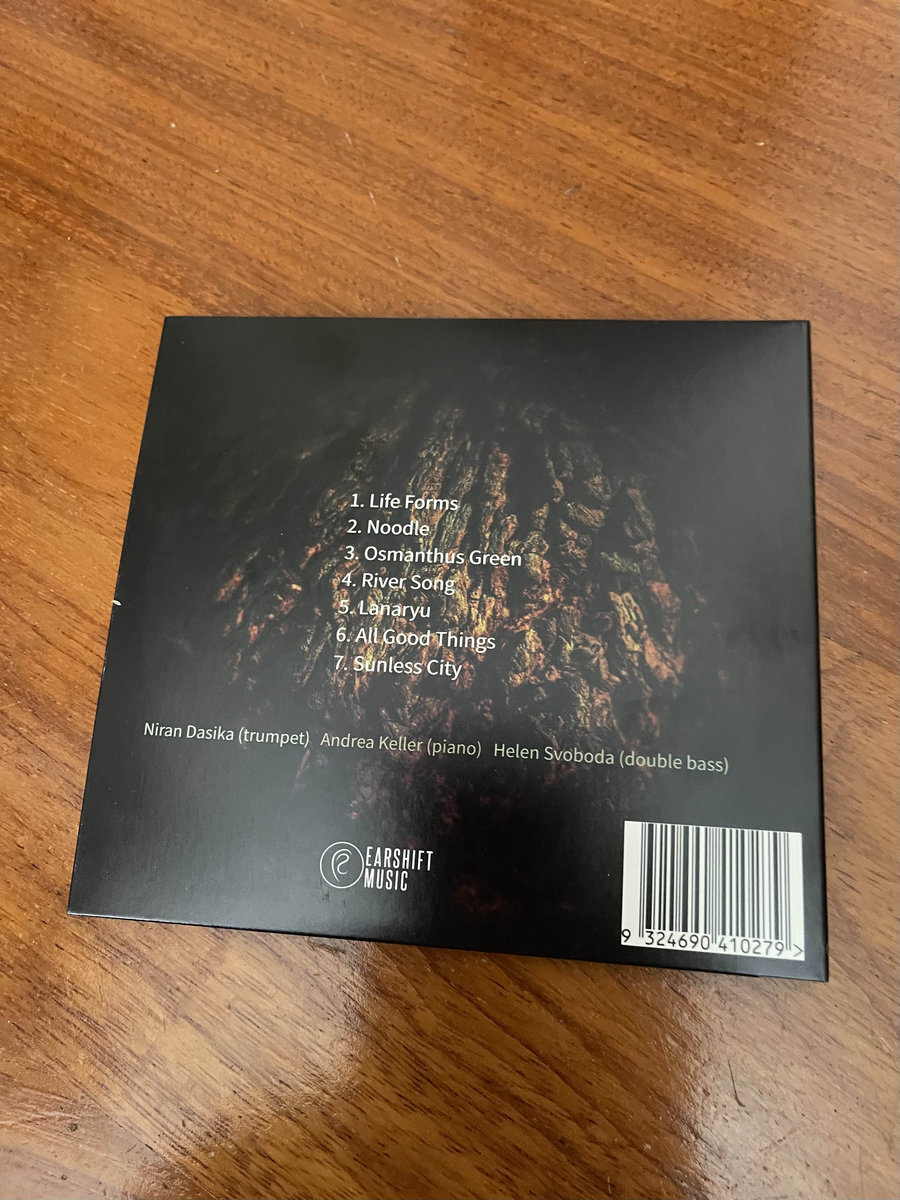 1. Life Forms
2. Noodle
3. Osmanthus Green
4. River Song
5. Lanaryu
6. All Good Things
7. Sunless City
Niran Dasika (trumpet) Andrea Keller (piano) Helen Svoboda (double bass)
EARSHIFT
MUSIC
9 324690 410279 >